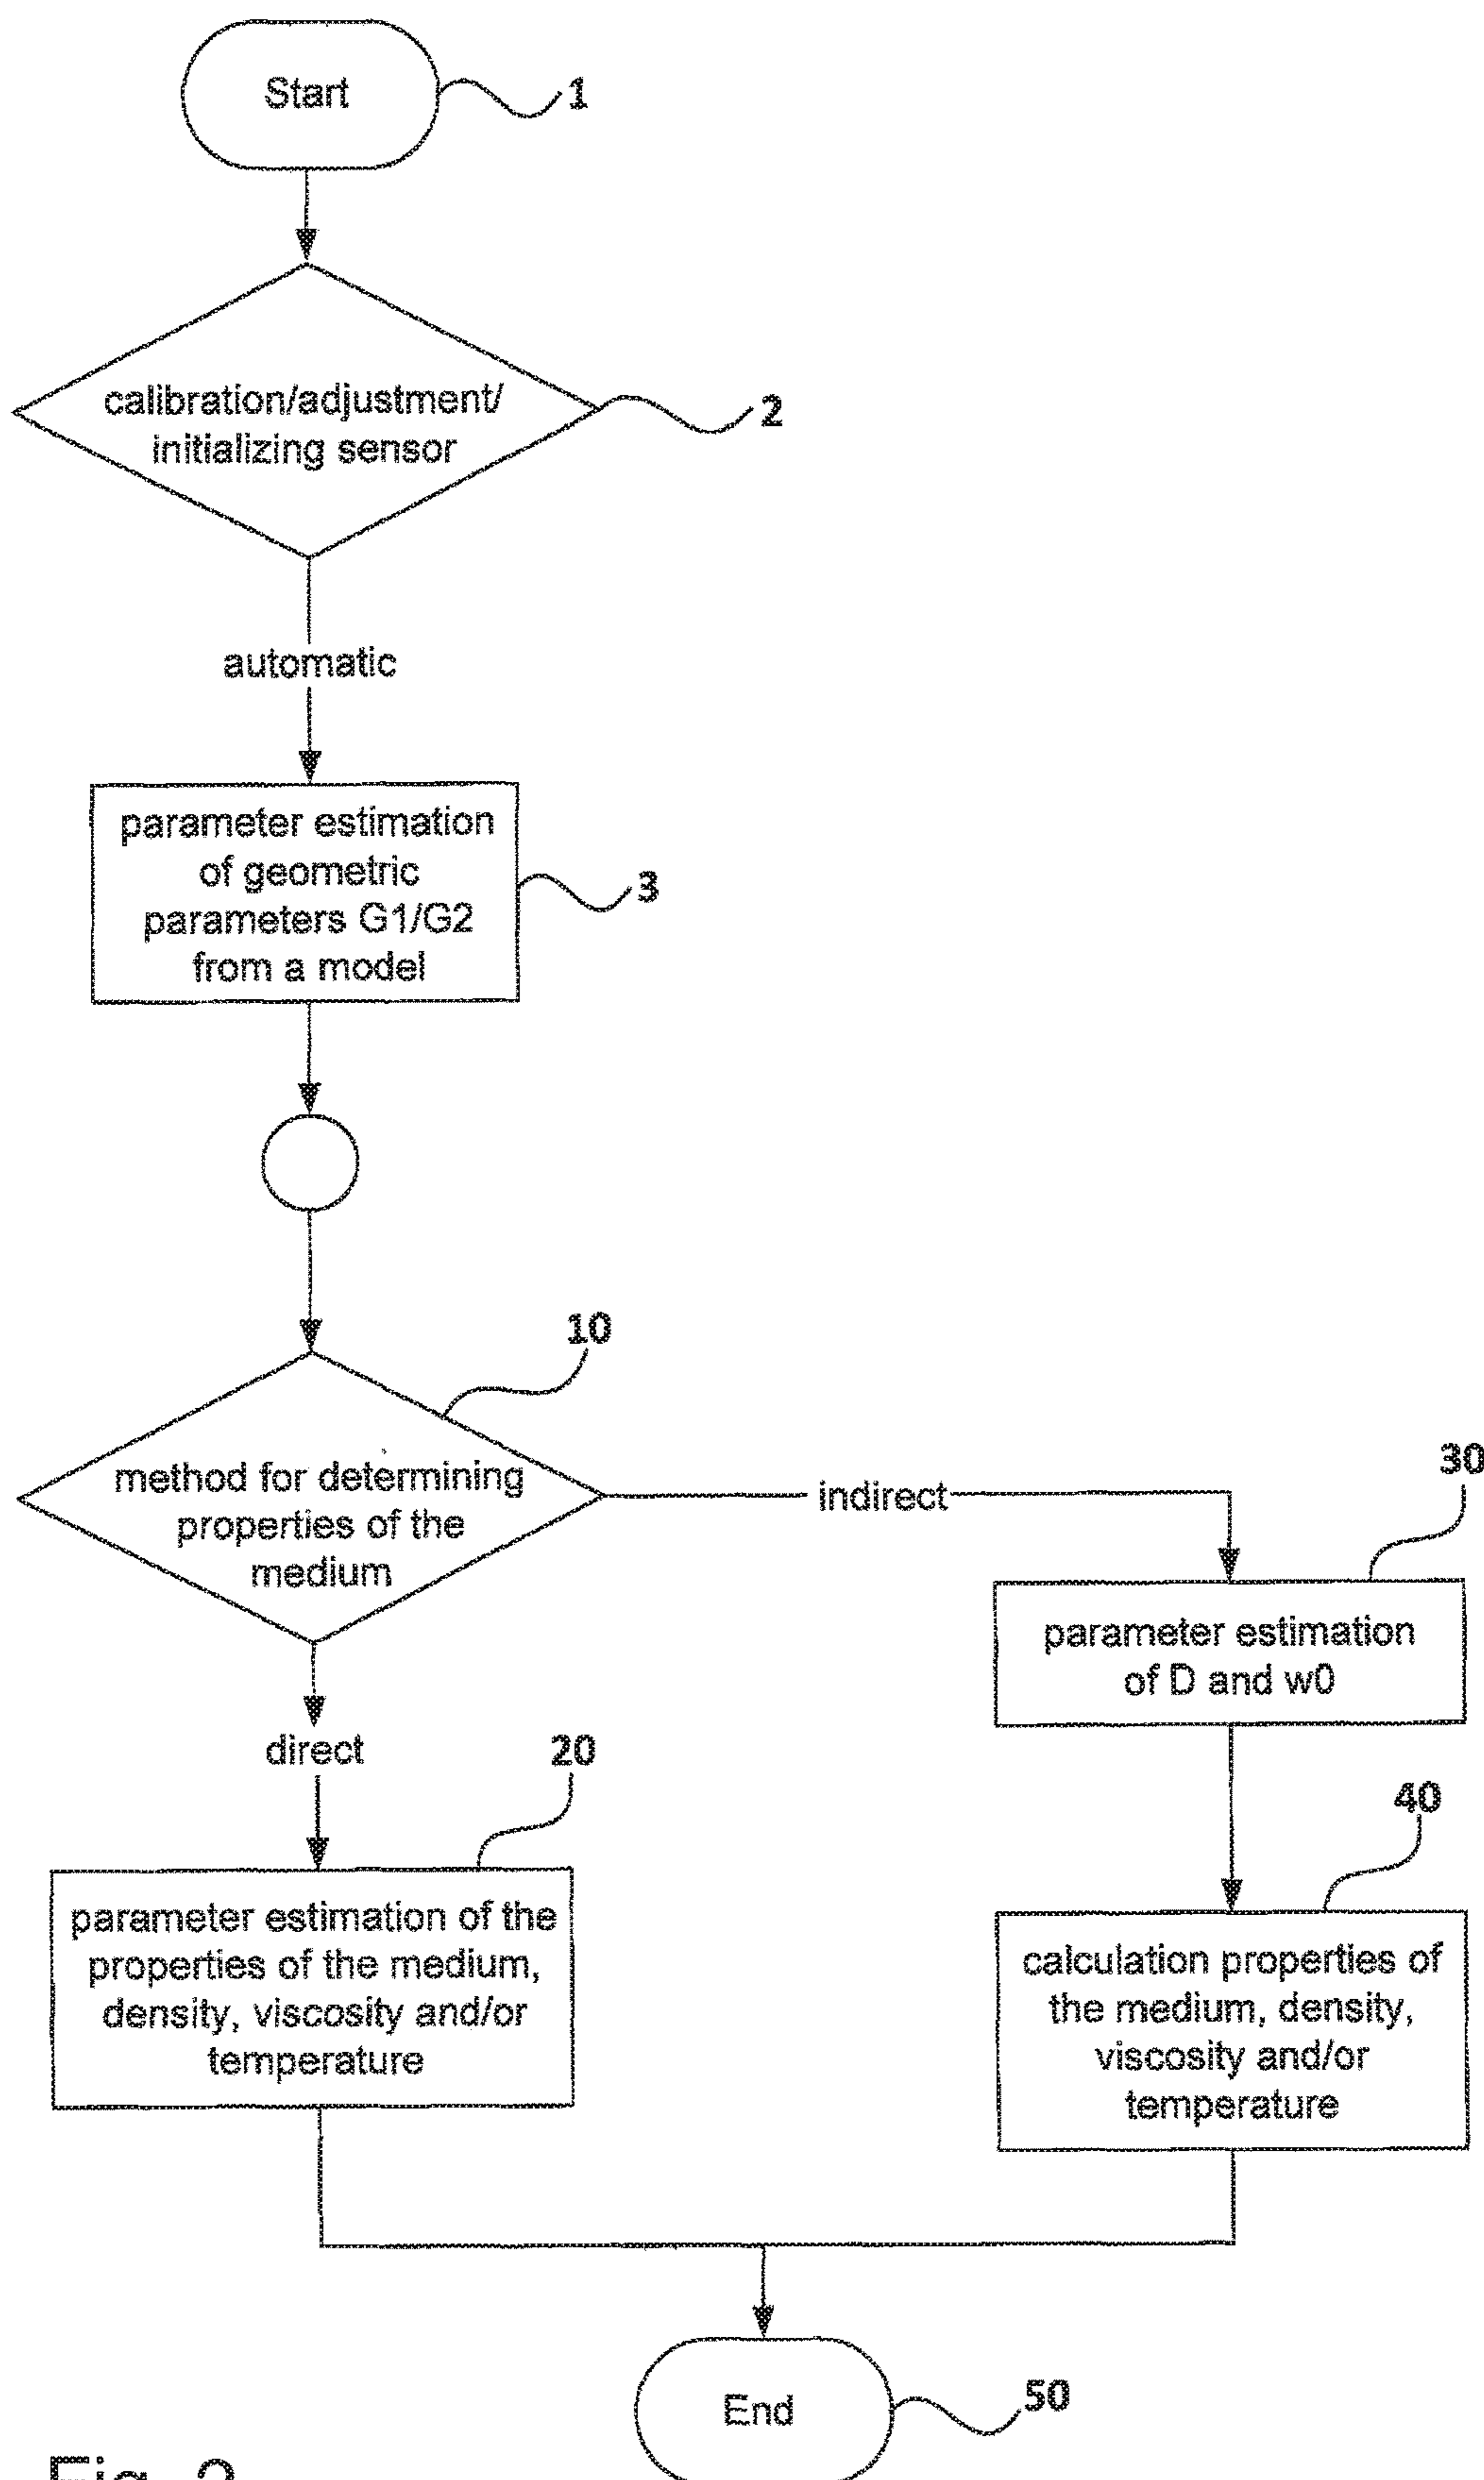 Start
1
calibration/adjustment/
initializing sensor
2
automatic
parameter estimation
of geometric
parameters G1/G2
from a model
3
10
method for determining
properties of the
medium
indirect
30
parameter estimation
of D and w0
direct
20
40
parameter estimation of the
properties of the medium,
density, viscosity and/or
temperature
calculation properties of
the medium, density,
viscosity and/or
temperature
End
50